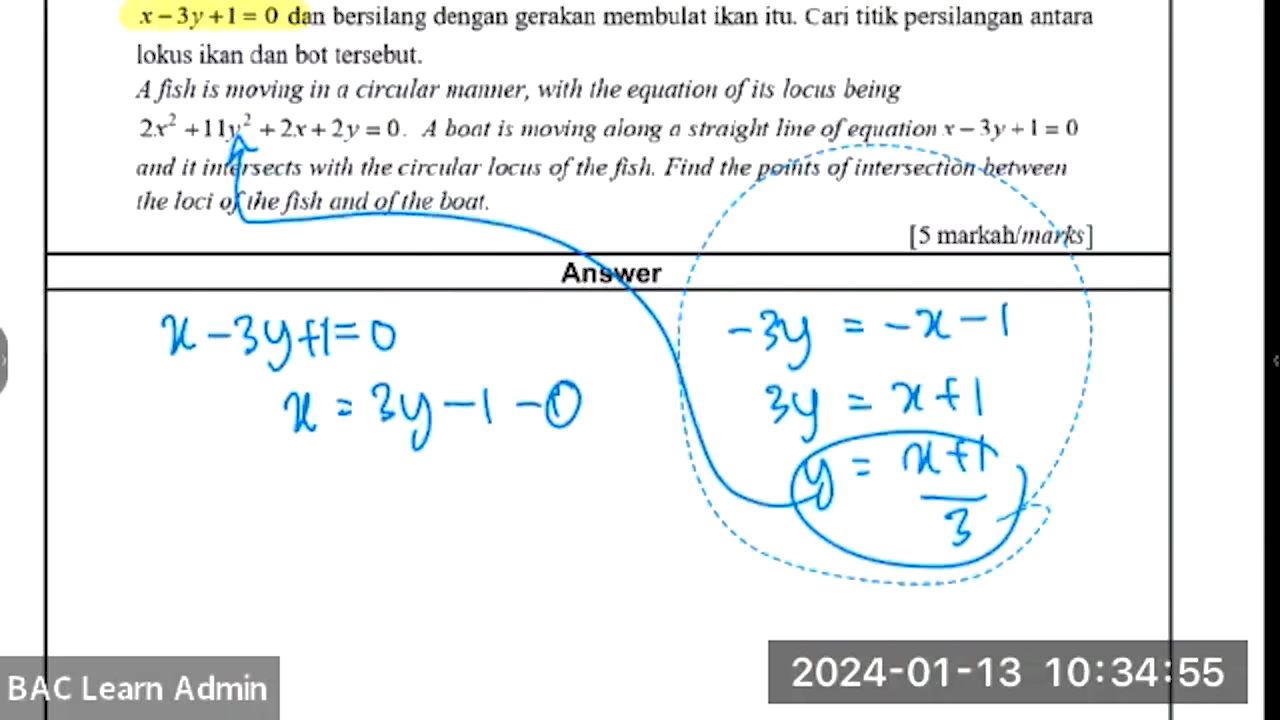 x − 3y + 1 = 0 dan bersilang dengan gerakan membulat ikan itu. Cari titik persilangan antara
lokus ikan dan bot tersebut.
A fish is moving in a circular manner, with the equation of its locus being
2x² + 11y² + 2x + 2y = 0. A boat is moving along a straight line of equation x − 3y + 1 = 0
and it intersects with the circular locus of the fish. Find the points of intersection between
the loci of the fish and of the boat.
[5 markah/marks]
Answer
x − 3y + 1 = 0
x = 3y − 1 − ①
−3y = −x − 1
3y = x + 1
y = x + 1
3
BAC Learn Admin
2024-01-13 10:34:55